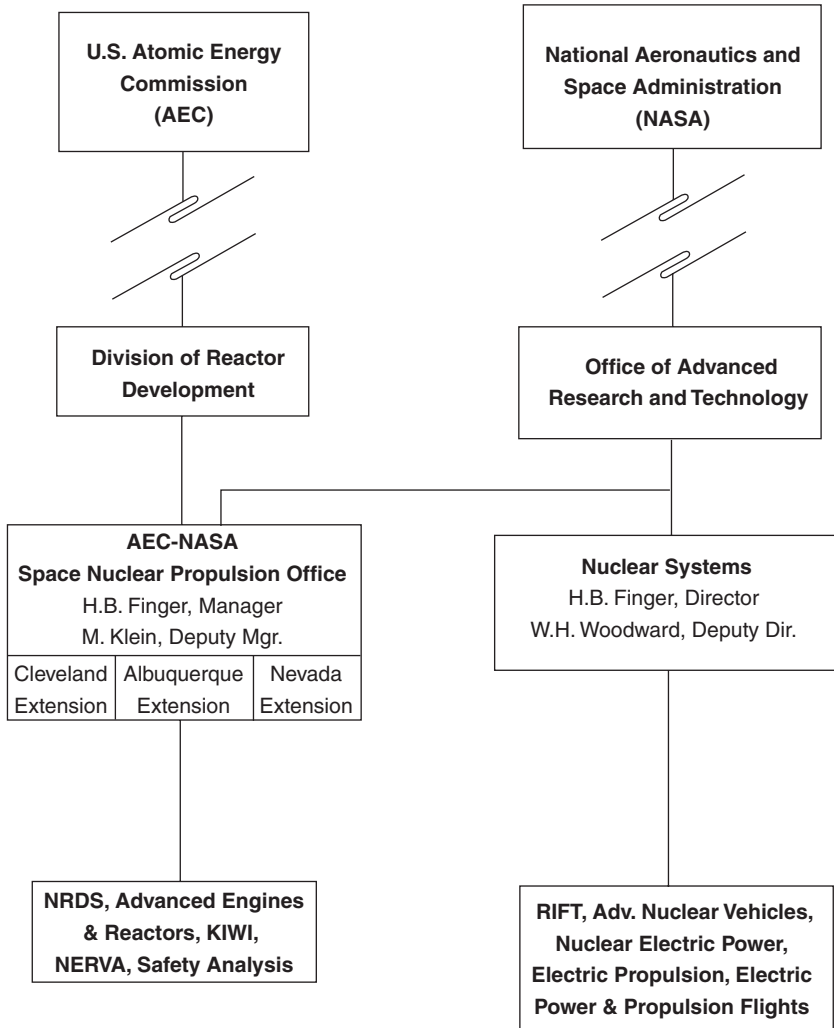 U.S. Atomic Energy
Commission
(AEC)
National Aeronautics and
Space Administration
(NASA)
Division of Reactor
Development
Office of Advanced
Research and Technology
AEC-NASA
Space Nuclear Propulsion Office
H.B. Finger, Manager
M. Klein, Deputy Mgr.
Cleveland
Extension
Albuquerque
Extension
Nevada
Extension
Nuclear Systems
H.B. Finger, Director
W.H. Woodward, Deputy Dir.
NRDS, Advanced Engines
& Reactors, KIWI,
NERVA, Safety Analysis
RIFT, Adv. Nuclear Vehicles,
Nuclear Electric Power,
Electric Propulsion, Electric
Power & Propulsion Flights